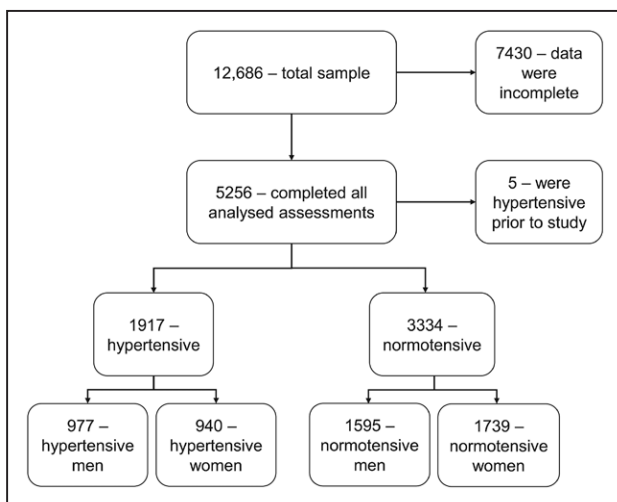 12,686 – total sample
7430 – data
were
incomplete
5256 – completed all
analysed assessments
5 – were
hypertensive
prior to study
1917 –
hypertensive
3334 –
normotensive
977 –
hypertensive
men
940 –
hypertensive
women
1595 –
normotensive
men
1739 –
normotensive
women